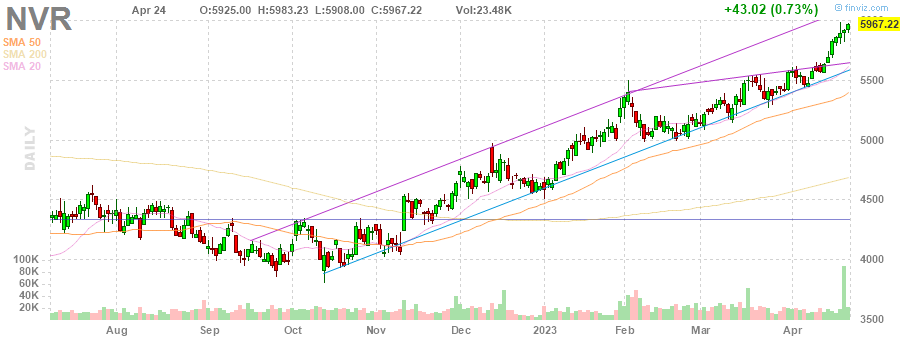 NVR Apr 24 O:5925.00 H:5983.23 L:5908.00 C:5967.22 Vol:23.48K +43.02 (0.73%) © finviz.com
SMA 50
SMA 200
SMA 20
DAILY
5967.22
5500
5000
4500
4000
3500
100K
80K
60K
40K
20K
Aug Sep Oct Nov Dec 2023 Feb Mar Apr